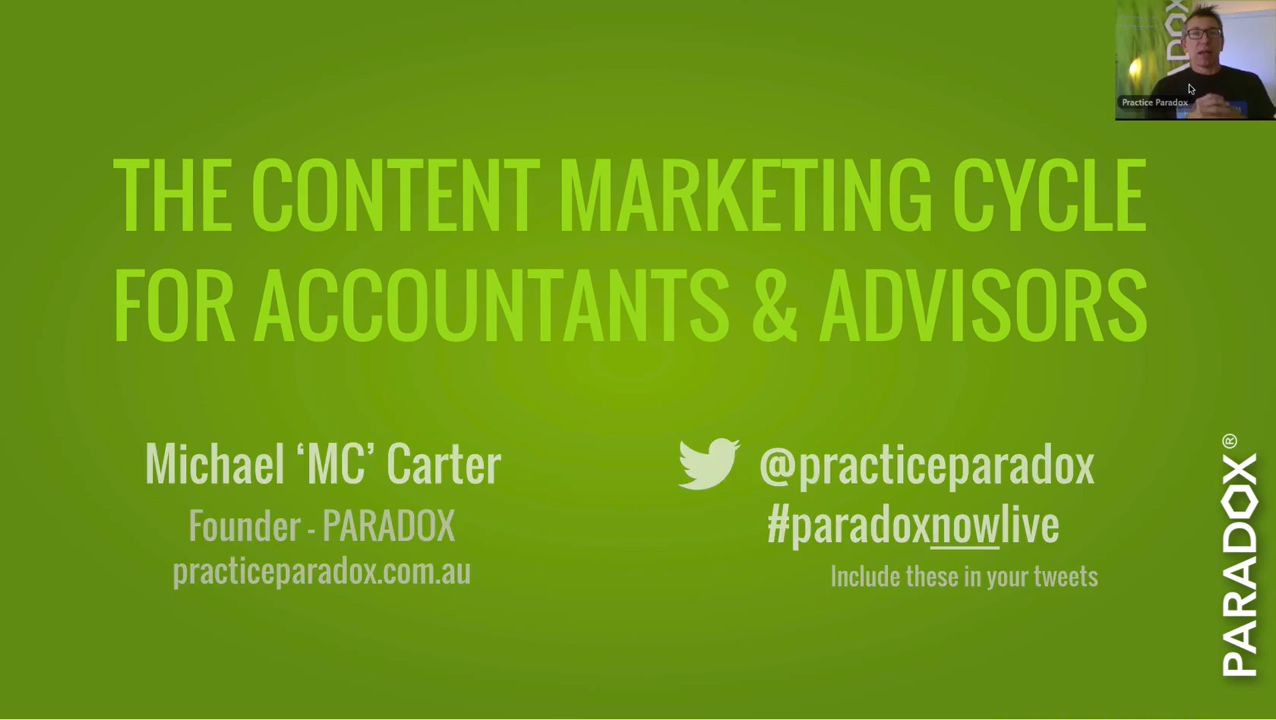 THE CONTENT MARKETING CYCLE
FOR ACCOUNTANTS & ADVISORS
Michael ‘MC’ Carter
Founder - PARADOX
practiceparadox.com.au
@practiceparadox
#paradoxnowlive
Include these in your tweets
PARADOX®
Practice Paradox